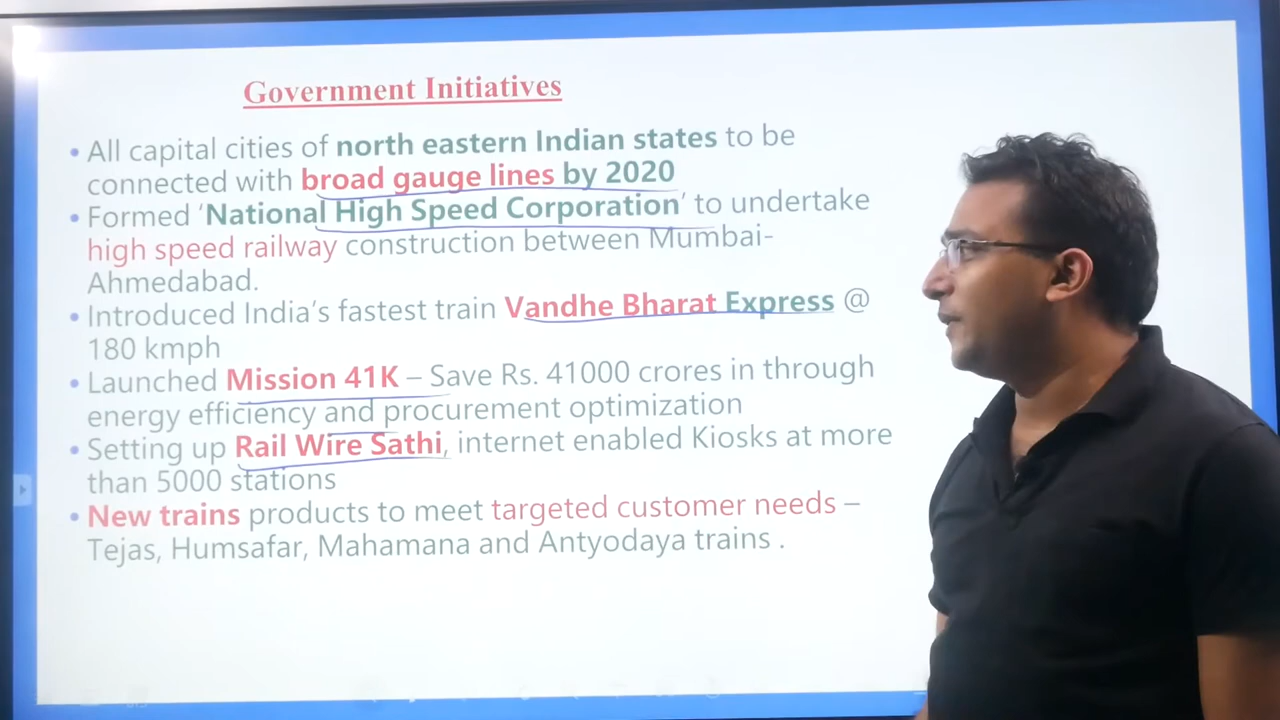 Government Initiatives
• All capital cities of north eastern Indian states to be
connected with broad gauge lines by 2020
• Formed ‘National High Speed Corporation’ to undertake
high speed railway construction between Mumbai-
Ahmedabad.
• Introduced India’s fastest train Vandhe Bharat Express @
180 kmph
• Launched Mission 41K – Save Rs. 41000 crores in through
energy efficiency and procurement optimization
• Setting up Rail Wire Sathi, internet enabled Kiosks at more
than 5000 stations
• New trains products to meet targeted customer needs –
Tejas, Humsafar, Mahamana and Antyodaya trains .